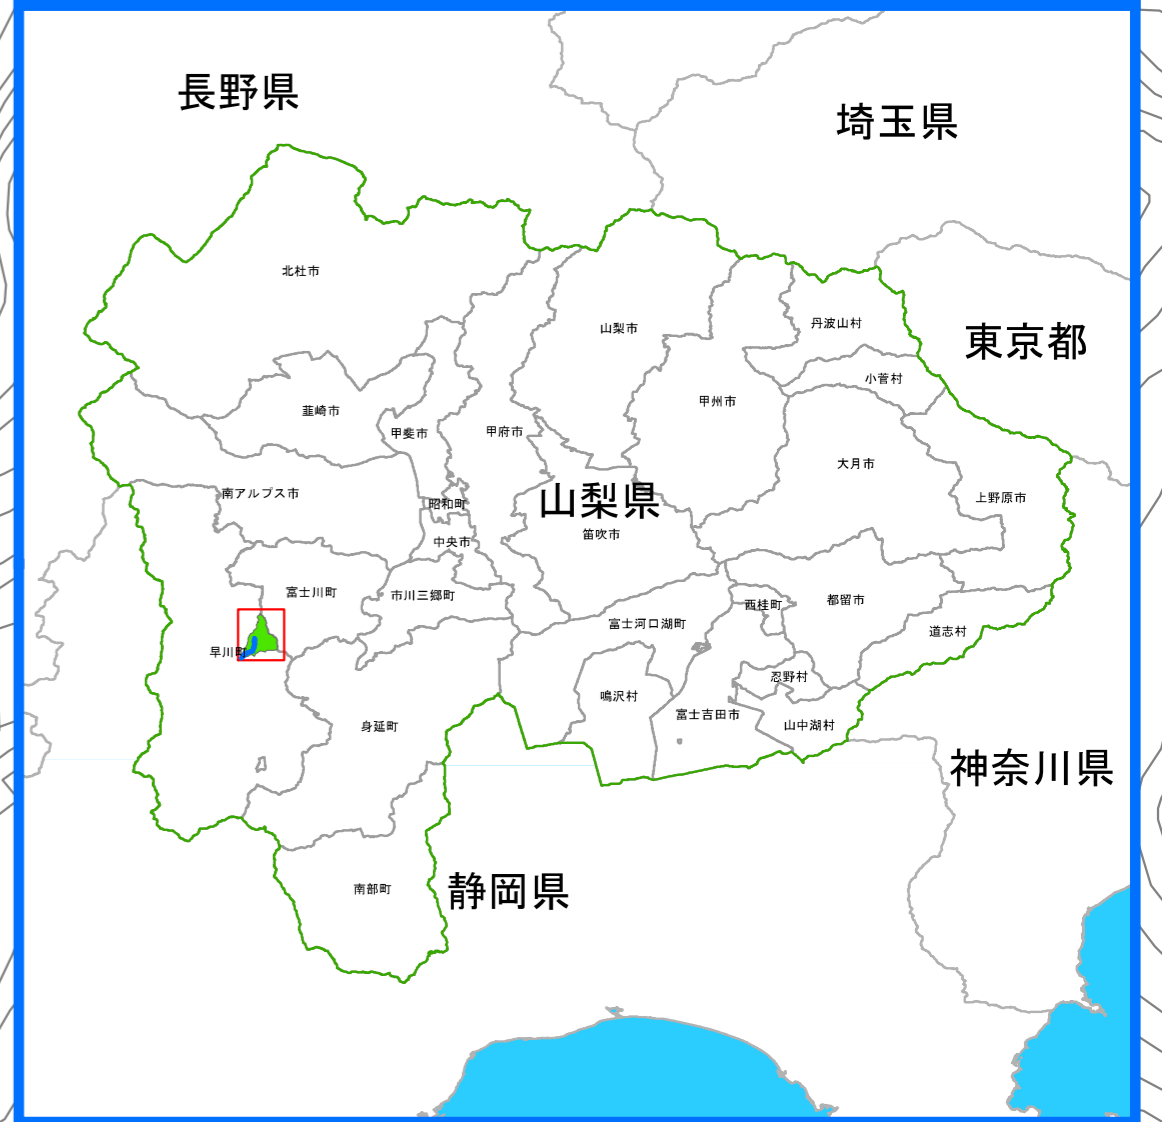 長野県
埼玉県
北杜市
丹波山村
山梨市
東京都
小菅村
甲州市
韮崎市
甲斐市
甲府市
大月市
南アルプス市
上野原市
山梨県
昭和町
笛吹市
中央市
富士川町
市川三郷町
都留市
西桂町
富士河口湖町
道志村
早川町
忍野村
鳴沢村
富士吉田市
山中湖村
身延町
神奈川県
南部町
静岡県